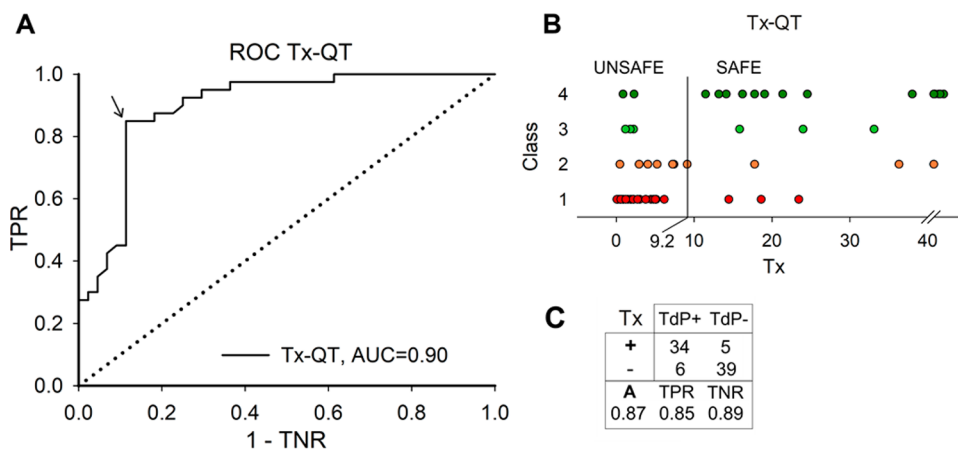 A
ROC Tx-QT
1.0
0.8
0.6
0.4
0.2
0.0
TPR
Tx-QT, AUC=0.90
0.0 0.2 0.4 0.6 0.8 1.0
1 - TNR
B
Tx-QT
UNSAFE SAFE
4
3
2
1
Class
0 9.2 10 20 30 40
Tx
C
Tx TdP+ TdP-
+ 34 5
- 6 39
A TPR TNR
0.87 0.85 0.89